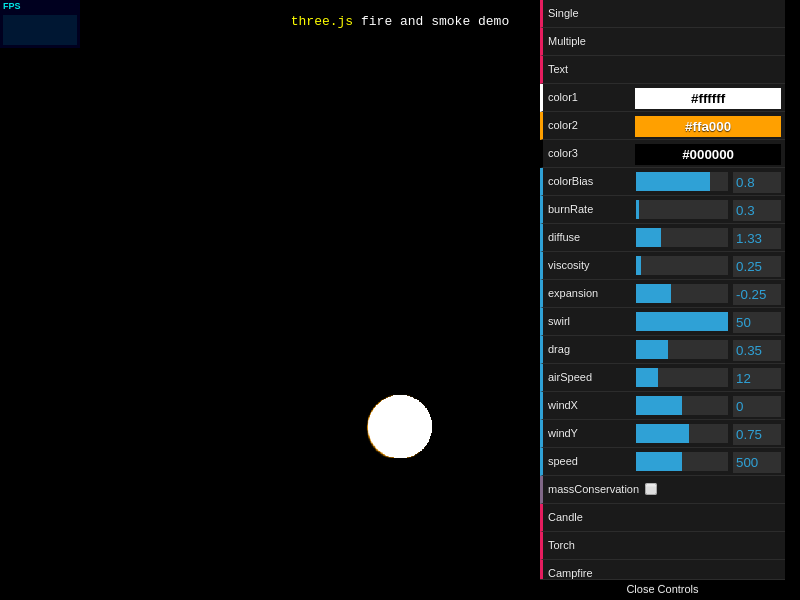 FPS
three.js fire and smoke demo
Single
Multiple
Text
color1 #ffffff
color2 #ffa000
color3 #000000
colorBias 0.8
burnRate 0.3
diffuse 1.33
viscosity 0.25
expansion -0.25
swirl 50
drag 0.35
airSpeed 12
windX 0
windY 0.75
speed 500
massConservation
Candle
Torch
Campfire
Close Controls